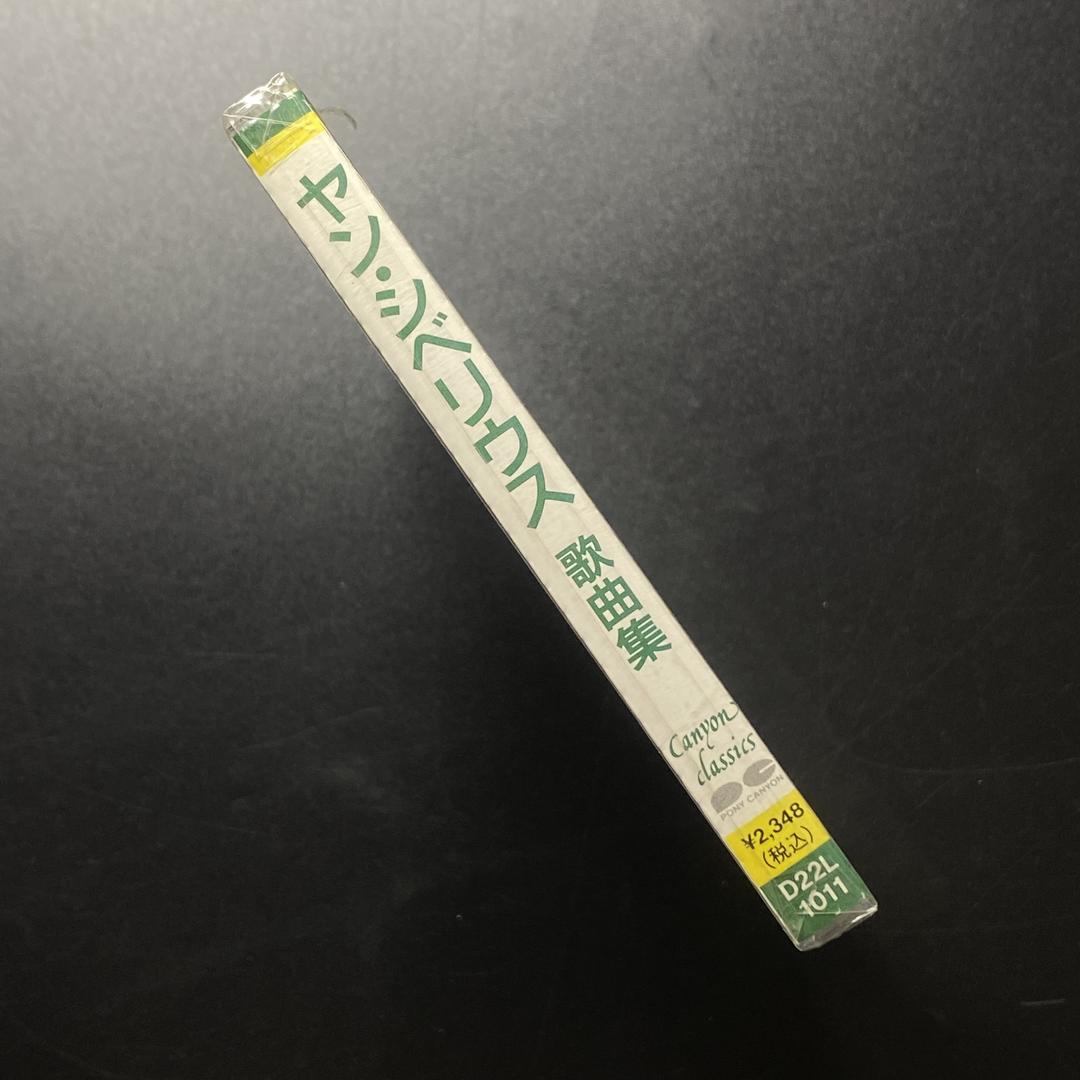 ヤン・シベリウス 歌曲集
Canyon
classics
PONY CANYON
¥2,348
(税込)
D22L
1011